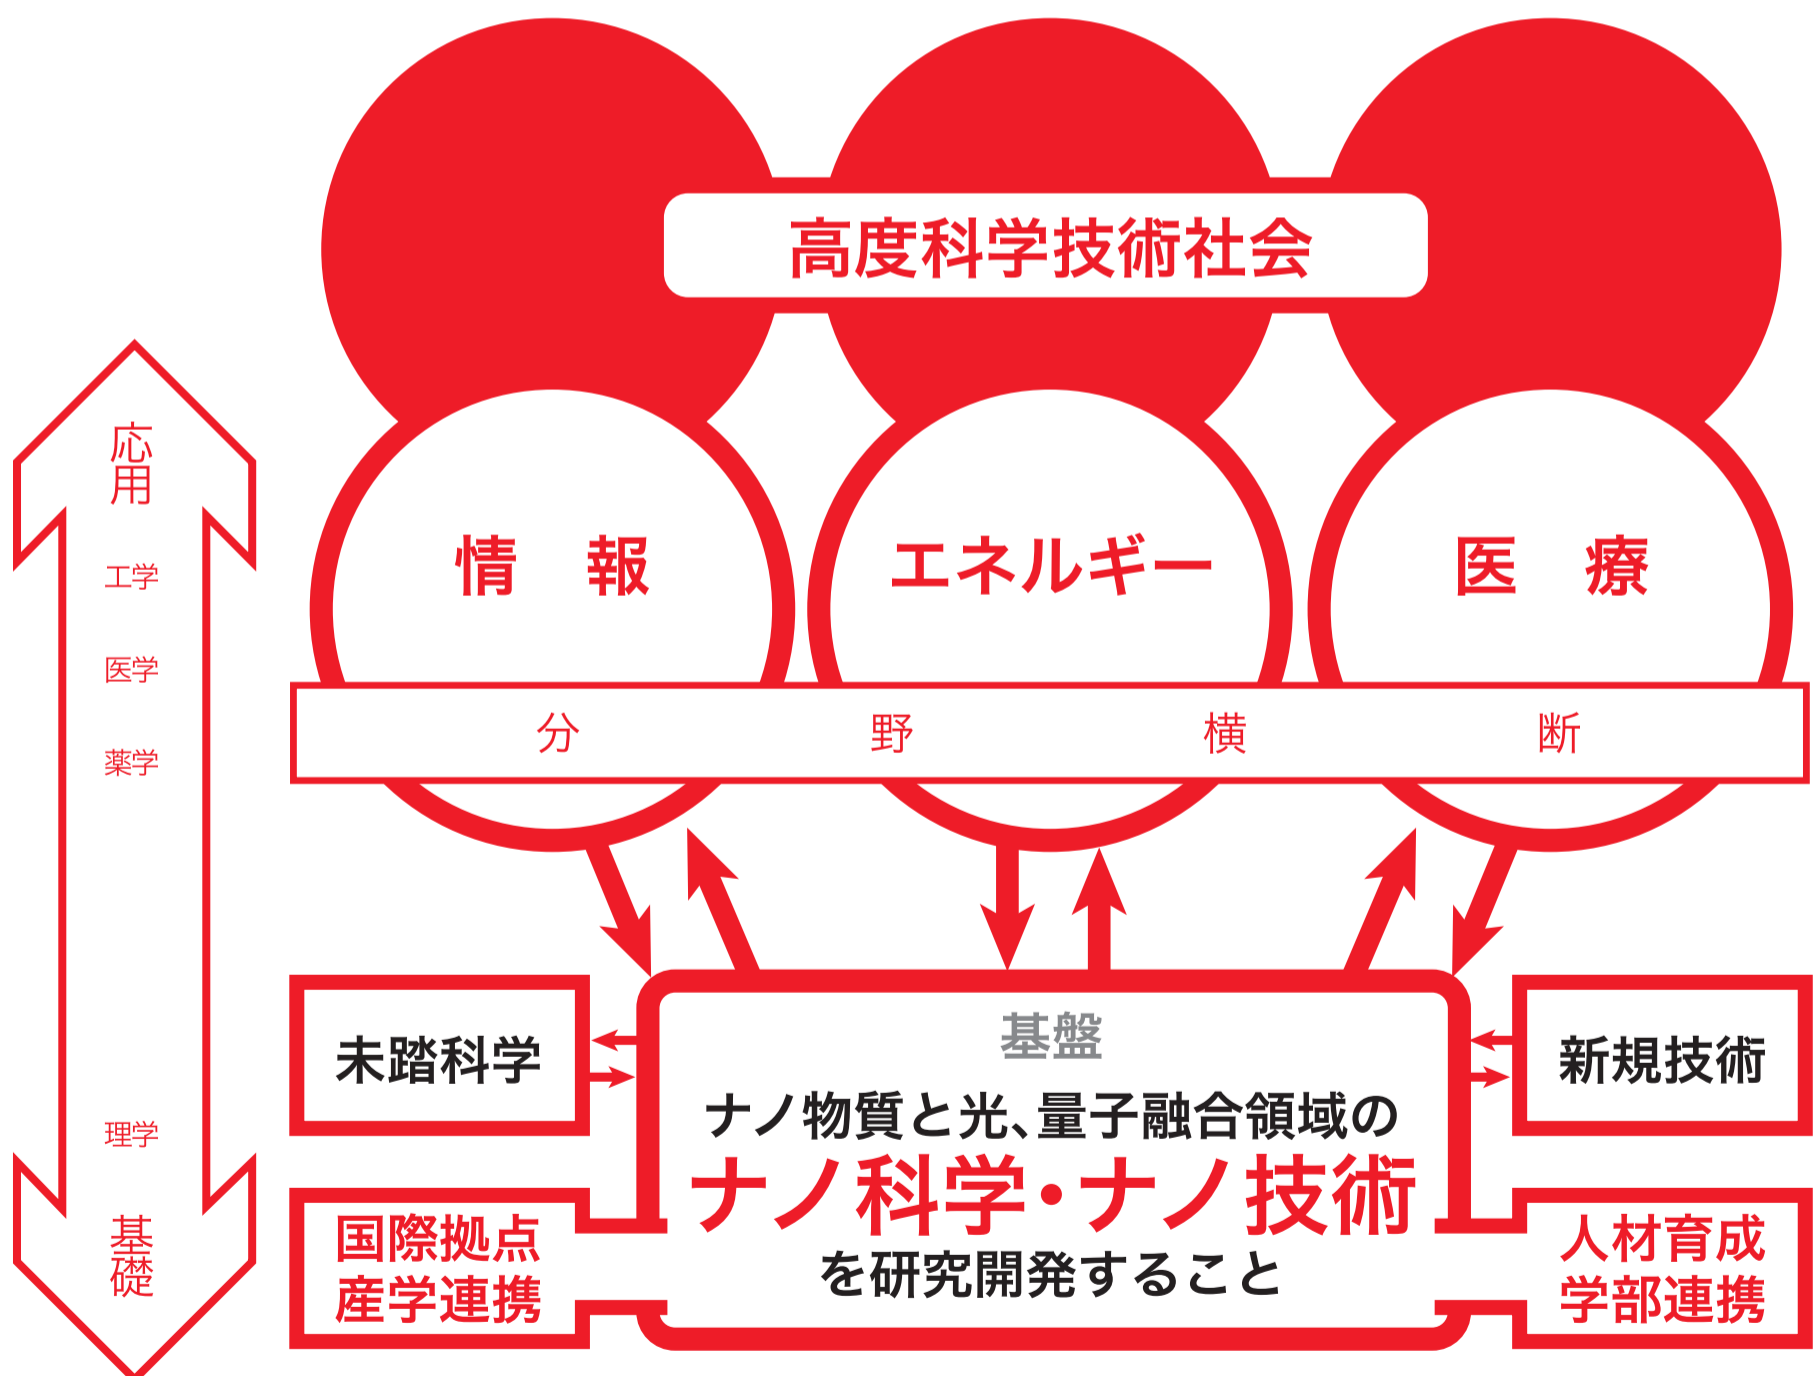 高度科学技術社会
応用
工学
医学
薬学
理学
基礎
情　報
エネルギー
医　療
分野横断
未踏科学
基盤
ナノ物質と光、量子融合領域の
ナノ科学・ナノ技術
を研究開発すること
新規技術
国際拠点
産学連携
人材育成
学部連携